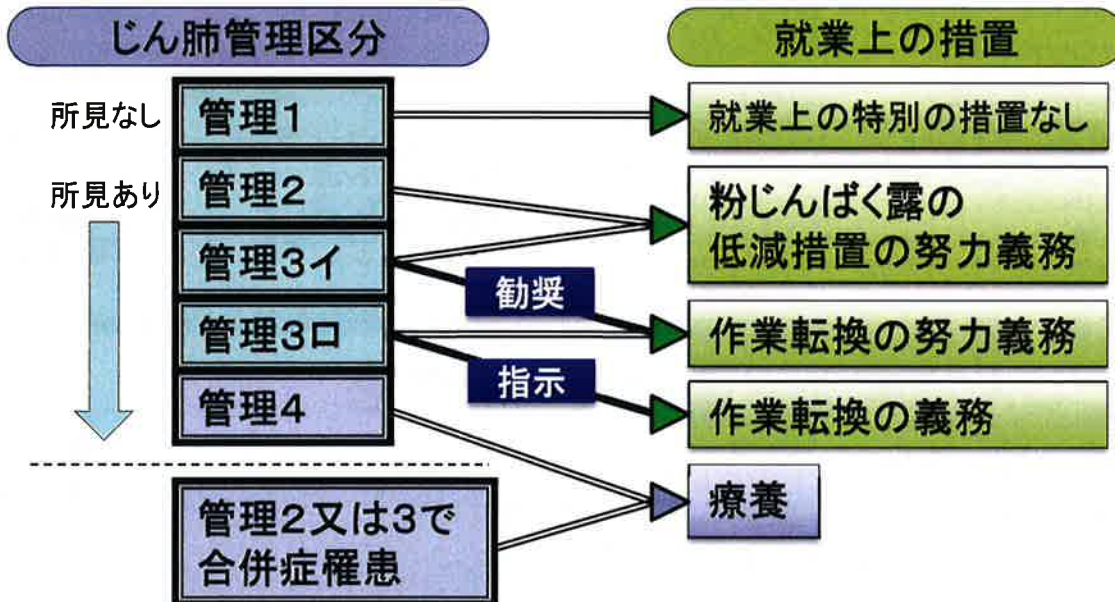 じん肺管理区分
就業上の措置
所見なし
管理1
就業上の特別の措置なし
所見あり
管理2
粉じんばく露の
低減措置の努力義務
管理3イ
勧奨
管理3ロ
作業転換の努力義務
指示
管理4
作業転換の義務
管理2又は3で
合併症罹患
療養